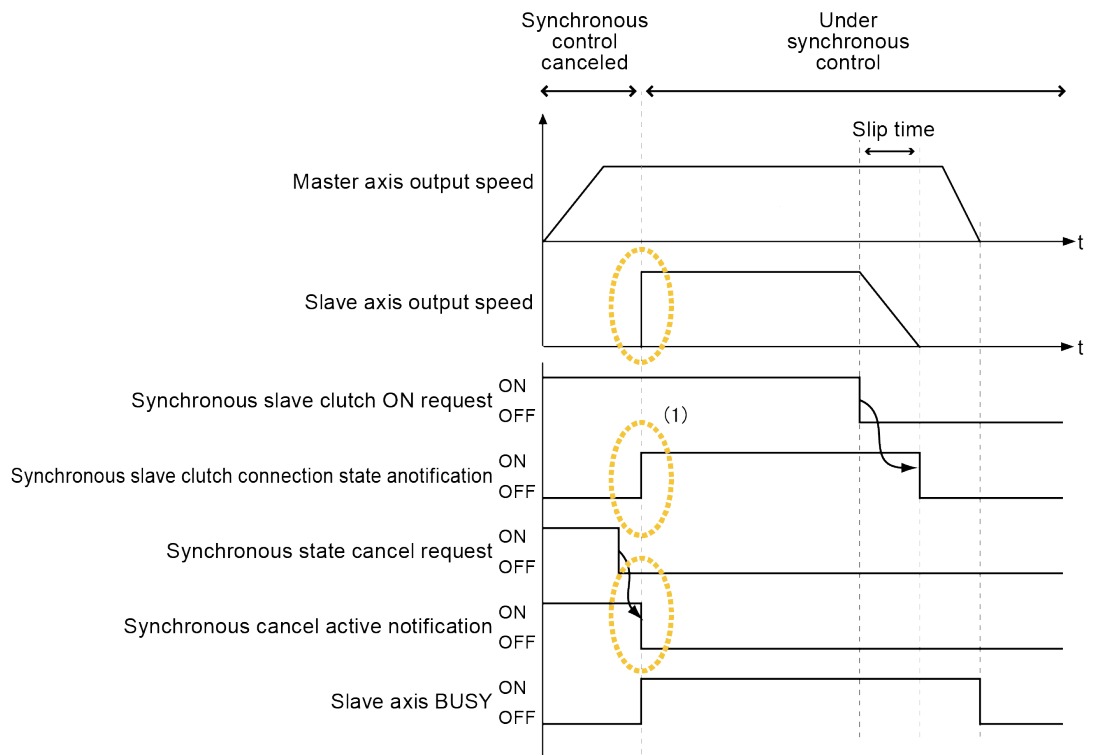 Synchronous
control
canceled
Under
synchronous
control
Slip time
Master axis output speed
t
Slave axis output speed
t
Synchronous slave clutch ON request
ON
OFF
(1)
Synchronous slave clutch connection state anotification
ON
OFF
Synchronous state cancel request
ON
OFF
Synchronous cancel active notification
ON
OFF
Slave axis BUSY
ON
OFF